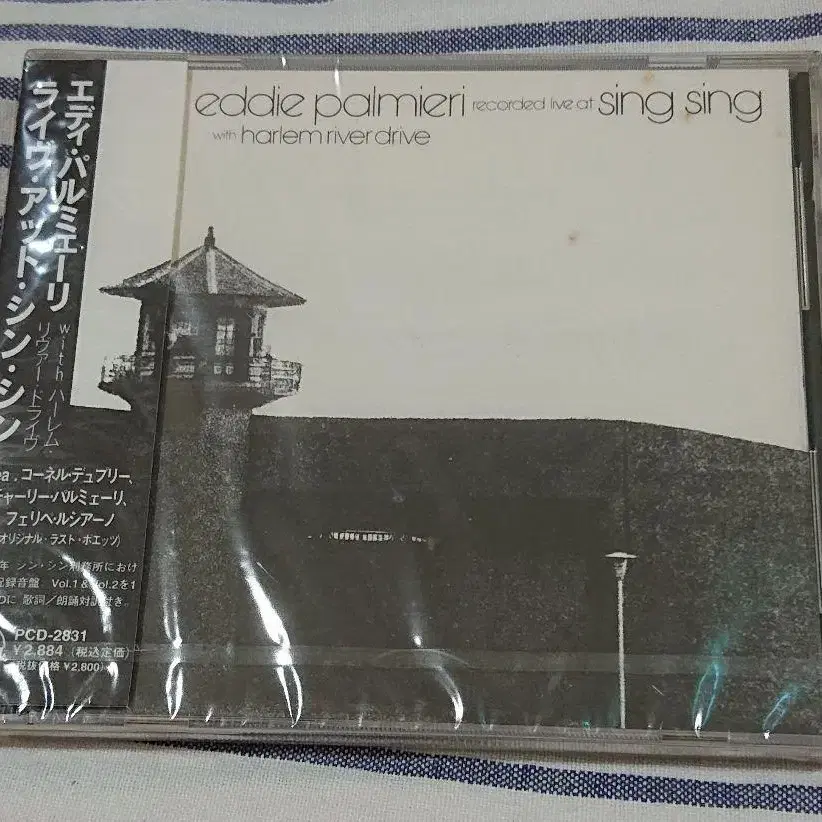 eddie palmieri recorded live at sing sing
with harlem river drive
エディ・パルミエーリ
ライヴ・アット・シン・シン
with ハーレム・
リヴァー・ドライヴ
コーネル・デュプリー、
チャーリー・パルミエーリ、
フェリペ・ルシアーノ
オリジナル・ラスト・ポエッツ)
年 シン・シン刑務所におけ
録音盤 Vol.1 & Vol.2を1
Dに 歌詞/朗誦対訳付き。
PCD-2831
¥2,884 (税込定価)
税抜価格 ¥2,800